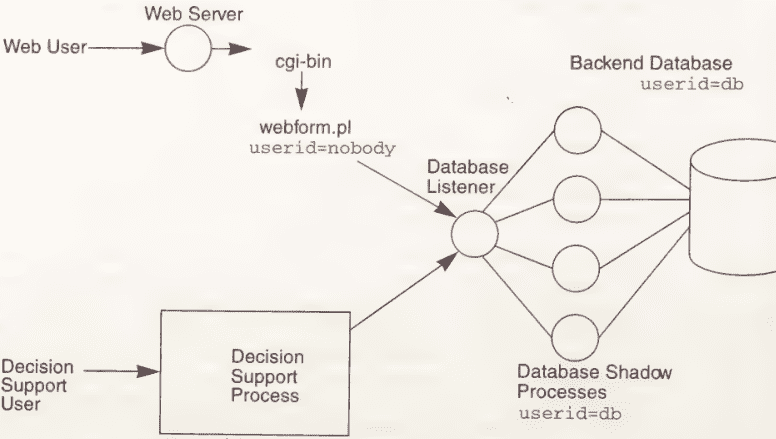 Web Server
Web User
cgi-bin
webform.pl
userid=nobody
Backend Database
userid=db
Database
Listener
Decision
Support
User
Decision
Support
Process
Database Shadow
Processes
userid=db